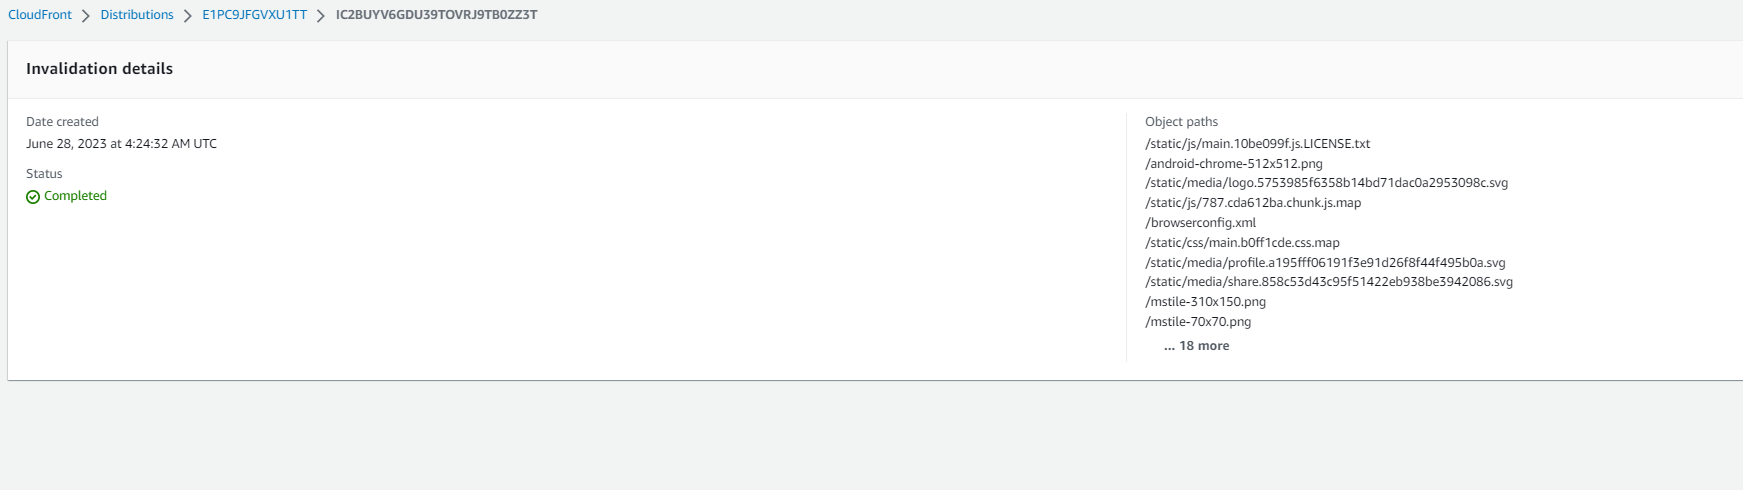 CloudFront > Distributions > E1PC9JFGVXU1TT > IC2BUYV6GDU39TOVRJ9TB0ZZ3T
Invalidation details
Date created
June 28, 2023 at 4:24:32 AM UTC
Status
Completed
Object paths
/static/js/main.10be099f.js.LICENSE.txt
/android-chrome-512x512.png
/static/media/logo.5753985f6358b14bd71dac0a2953098c.svg
/static/js/787.cda612ba.chunk.js.map
/browserconfig.xml
/static/css/main.b0ff1cde.css.map
/static/media/profile.a195fff06191f3e91d26f8f44f495b0a.svg
/static/media/share.858c53d43c95f51422eb938be3942086.svg
/mstile-310x150.png
/mstile-70x70.png
... 18 more